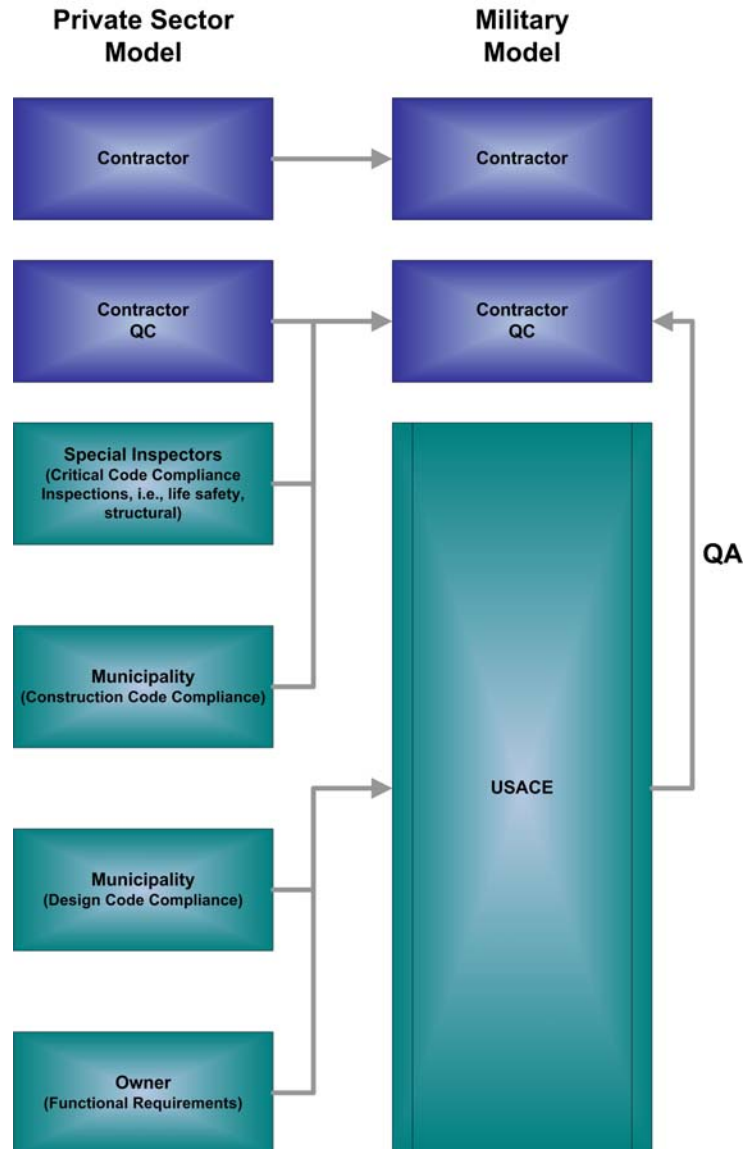 Private Sector
Model
Military
Model
Contractor
Contractor
Contractor
QC
Contractor
QC
Special Inspectors
(Critical Code Compliance
Inspections, i.e., life safety,
structural)
QA
Municipality
(Construction Code Compliance)
USACE
Municipality
(Design Code Compliance)
Owner
(Functional Requirements)